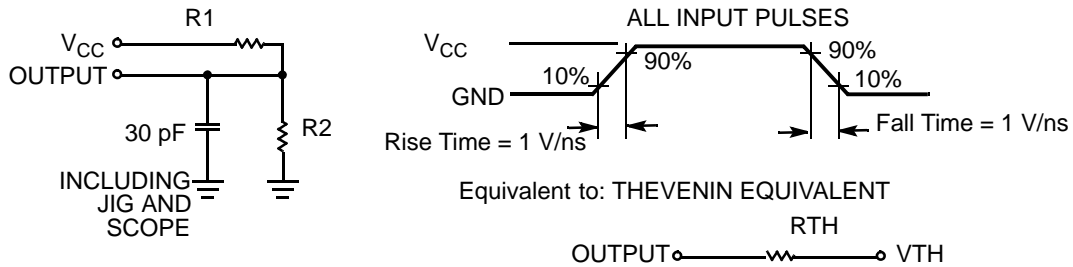 R1
VCC
OUTPUT
30 pF
R2
INCLUDING
JIG AND
SCOPE
ALL INPUT PULSES
VCC
GND
10%
90%
90%
10%
Rise Time = 1 V/ns
Fall Time = 1 V/ns
Equivalent to: THEVENIN EQUIVALENT
RTH
OUTPUT
VTH